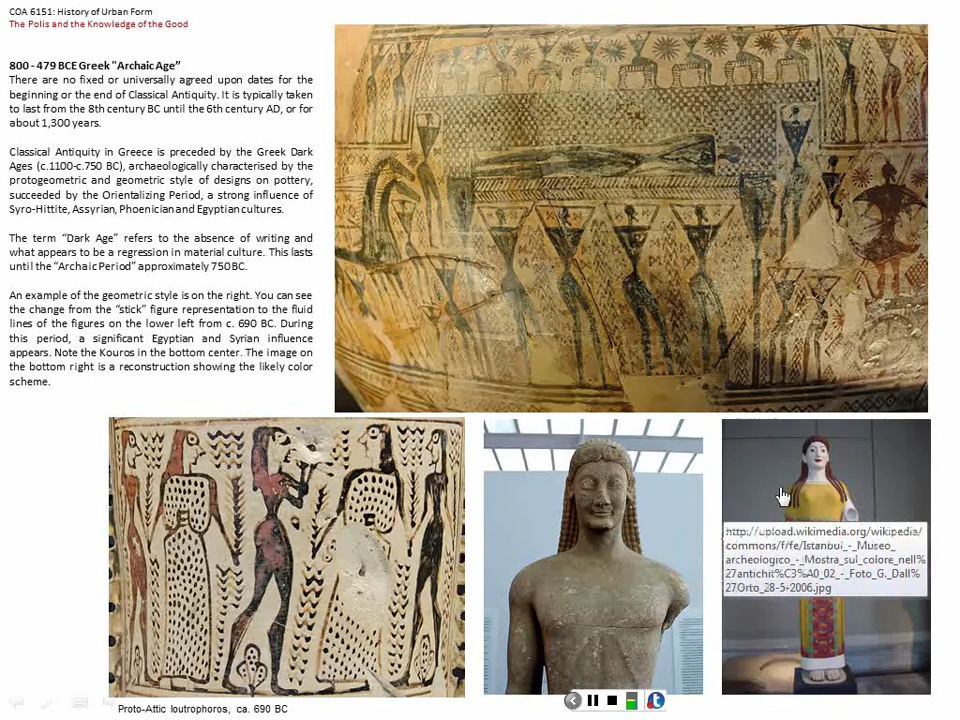 COA 6151: History of Urban Form
The Polis and the Knowledge of the Good
800 - 479 BCE Greek "Archaic Age”
There are no fixed or universally agreed upon dates for the
beginning or the end of Classical Antiquity. It is typically taken
to last from the 8th century BC until the 6th century AD, or for
about 1,300 years.
Classical Antiquity in Greece is preceded by the Greek Dark
Ages (c.1100-c.750 BC), archaeologically characterised by the
protogeometric and geometric style of designs on pottery,
succeeded by the Orientalizing Period, a strong influence of
Syro-Hittite, Assyrian, Phoenician and Egyptian cultures.
The term “Dark Age” refers to the absence of writing and
what appears to be a regression in material culture. This lasts
until the “Archaic Period” approximately 750 BC.
An example of the geometric style is on the right. You can see
the change from the “stick” figure representation to the fluid
lines of the figures on the lower left from c. 690 BC. During
this period, a significant Egyptian and Syrian influence
appears. Note the Kouros in the bottom center. The image on
the bottom right is a reconstruction showing the likely color
scheme.
http://upload.wikimedia.org/wikipedia/
commons/f/fe/Istanbul_-_Museo_
archeologico_-_Mostra_sul_colore_nell%
27antichit%C3%A0_02_-_Foto_G._Dall%
27Orto_28-5-2006.jpg
Proto-Attic loutrophoros, ca. 690 BC